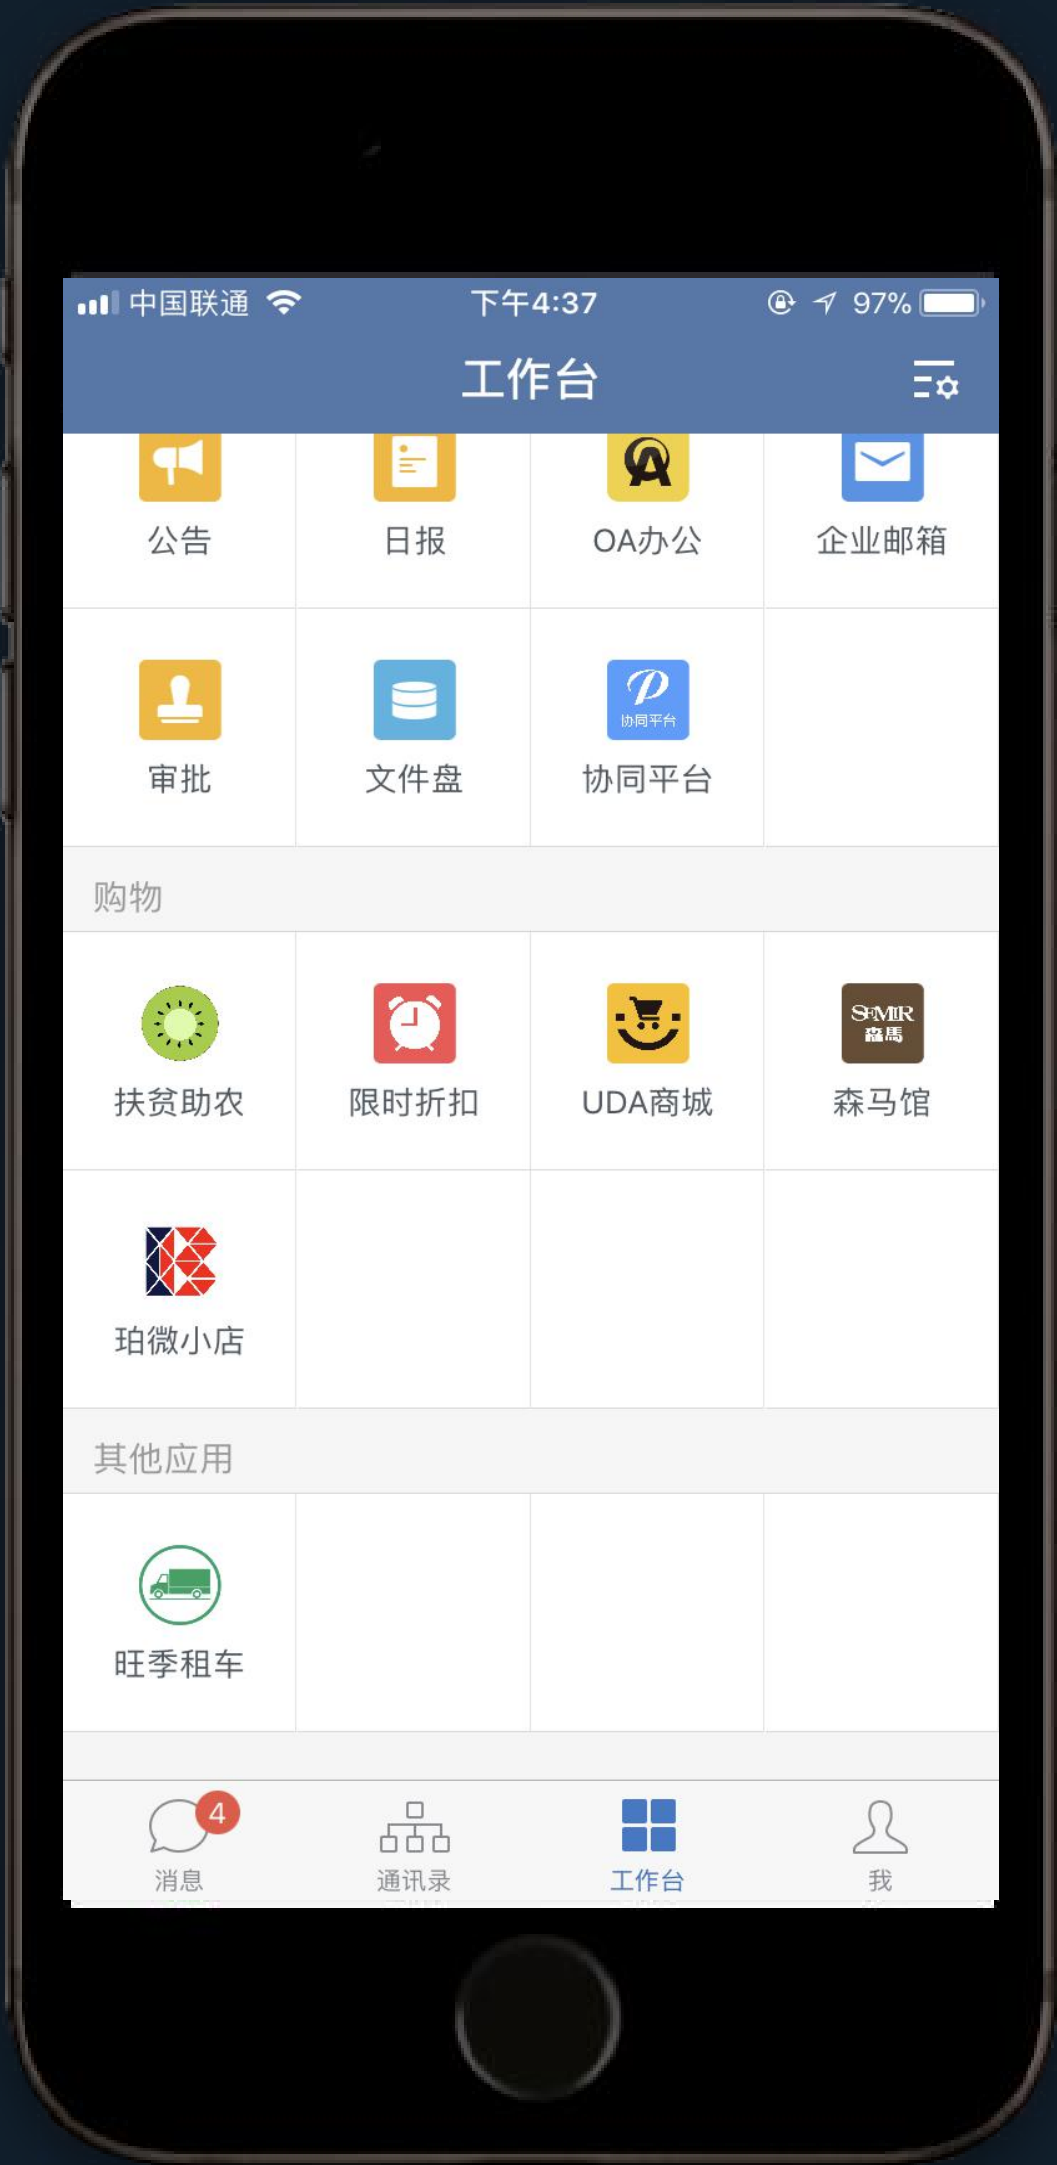 中国联通 下午4:37 97%
工作台
公告 日报 OA办公 企业邮箱
协同平台
审批 文件盘 协同平台
购物
SEMIR
森馬
扶贫助农 限时折扣 UDA商城 森马馆
珀微小店
其他应用
旺季租车
4
消息 通讯录 工作台 我